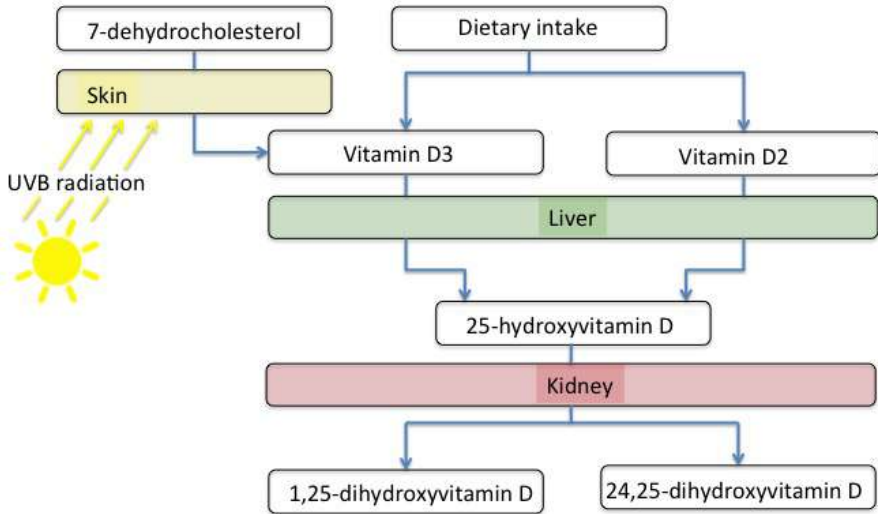 7-dehydrocholesterol
Dietary intake
Skin
Vitamin D3
Vitamin D2
UVB radiation
Liver
25-hydroxyvitamin D
Kidney
1,25-dihydroxyvitamin D
24,25-dihydroxyvitamin D